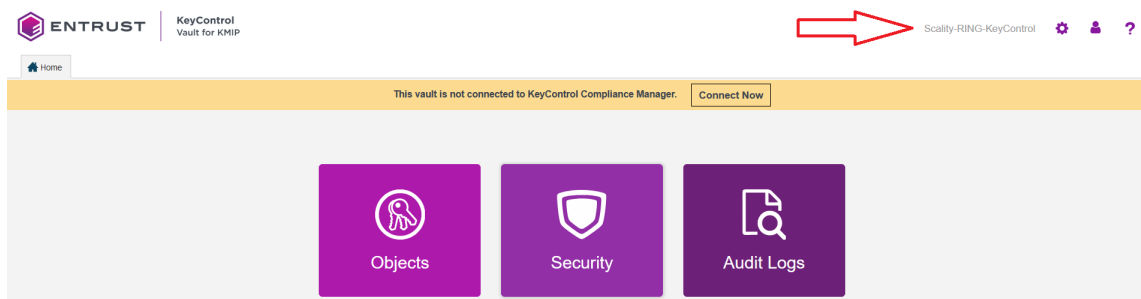 ENTRUST
KeyControl
Vault for KMIP
Scality-RING-KeyControl
?
Home
This vault is not connected to KeyControl Compliance Manager. Connect Now
Objects Security Audit Logs